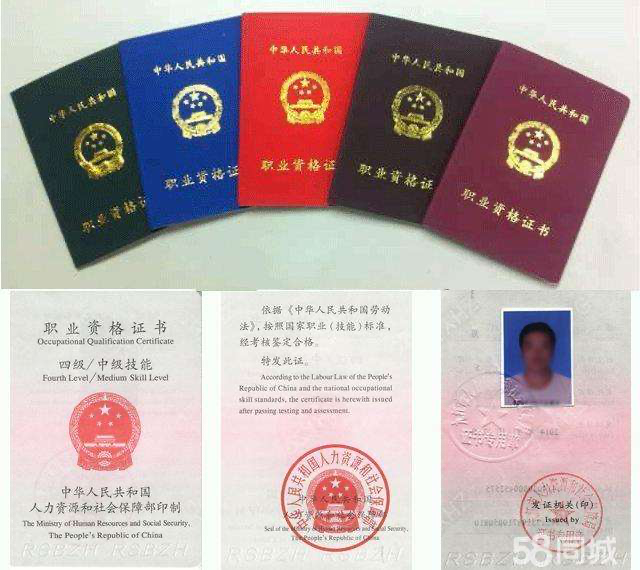 中华人民共和国
职业资格证
中华人民共和国
职业资格证
中华人民共和国
职业资格证
中华人民共和国
职业资格证
中华人民共和国
职业资格证书
职业资格证书
Occupational Qualification Certificate
四级/中级技能
Fourth Level/Medium Skill Level
中华人民共和国
人力资源和社会保障部印制
The Ministry of Human Resources and Social Security,
The People's Republic of China
RSBZH
依据《中华人民共和国劳动
法》,按照国家职业(技能)标准,
经考核鉴定合格。
特发此证。
According to the Labour Law of the People's
Republic of China and the national occupational
skill standards, the certificate is herewith issued
after passing testing and assessment.
中华人民共和国人力资源和社会保障部
Seal of the Ministry of Human Resources and Social Security,
The People's Republic of China
RSBZH
发证机关(印)
Issued by
58同城